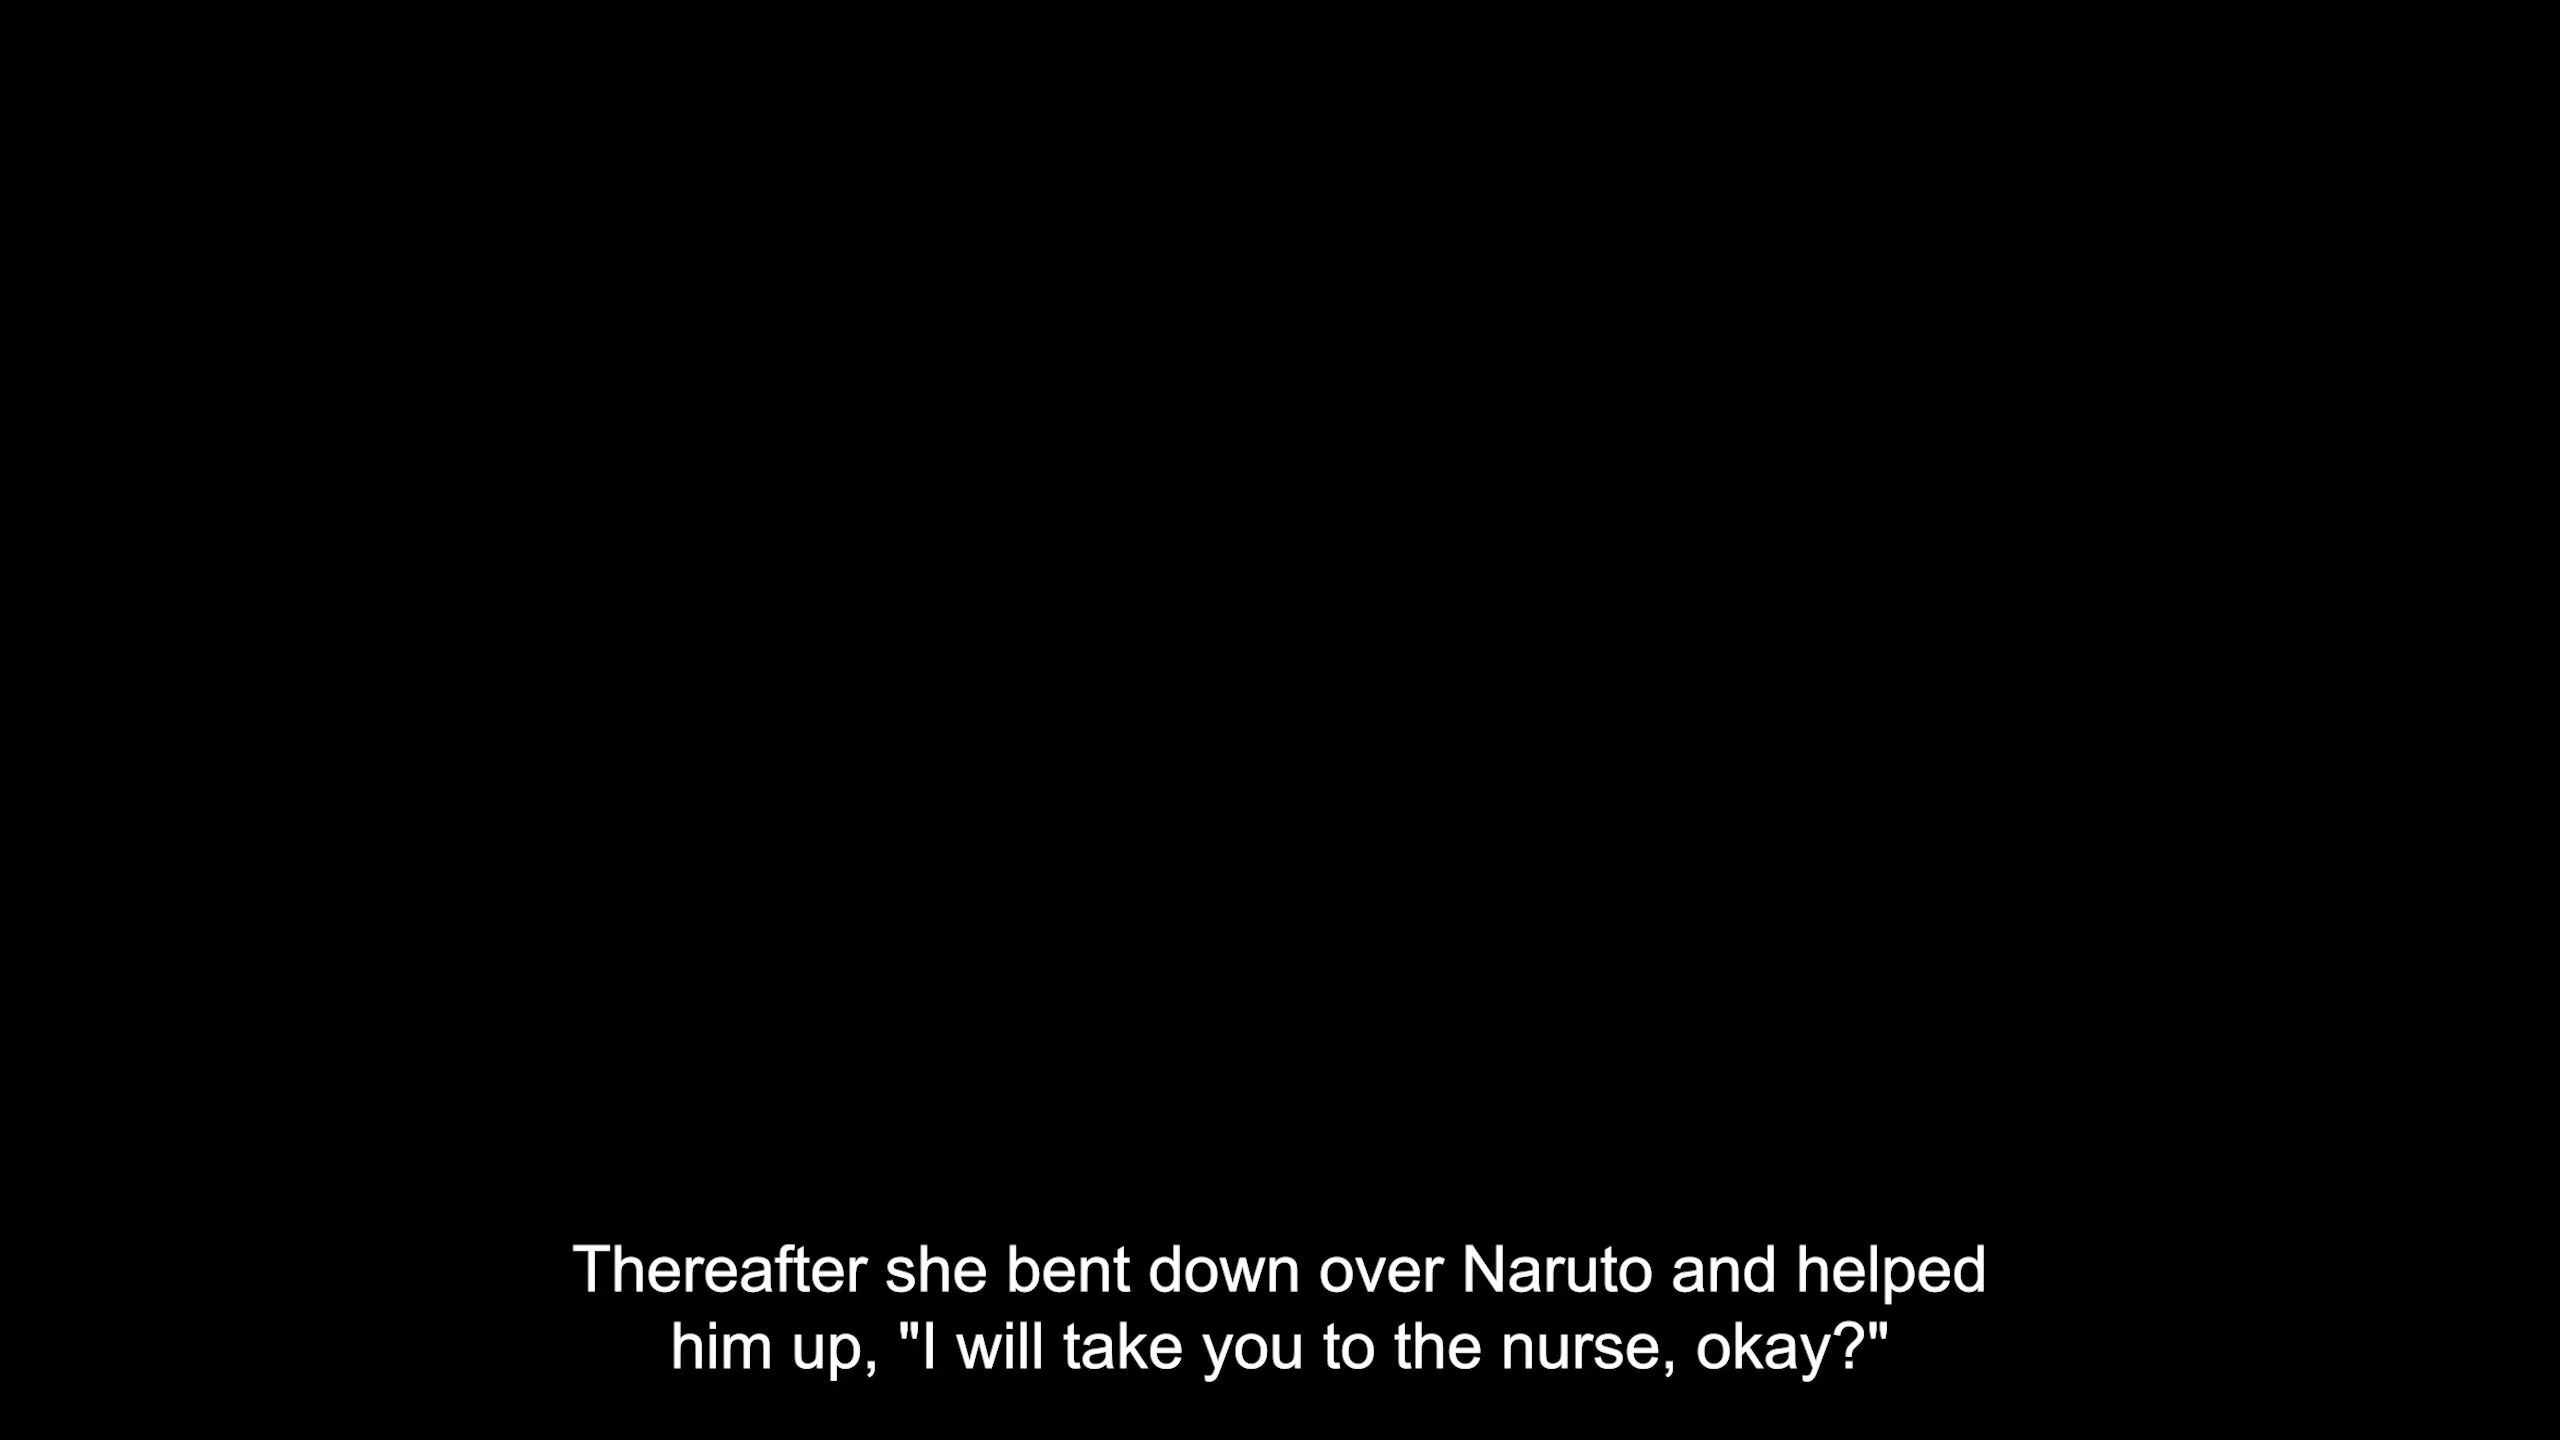 Thereafter she bent down over Naruto and helped
him up, "I will take you to the nurse, okay?"